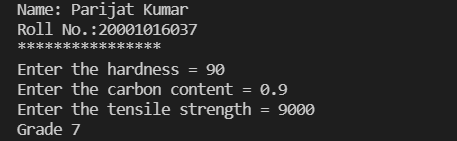 Name: Parijat Kumar
Roll No.:20001016037
****************
Enter the hardness = 90
Enter the carbon content = 0.9
Enter the tensile strength = 9000
Grade 7